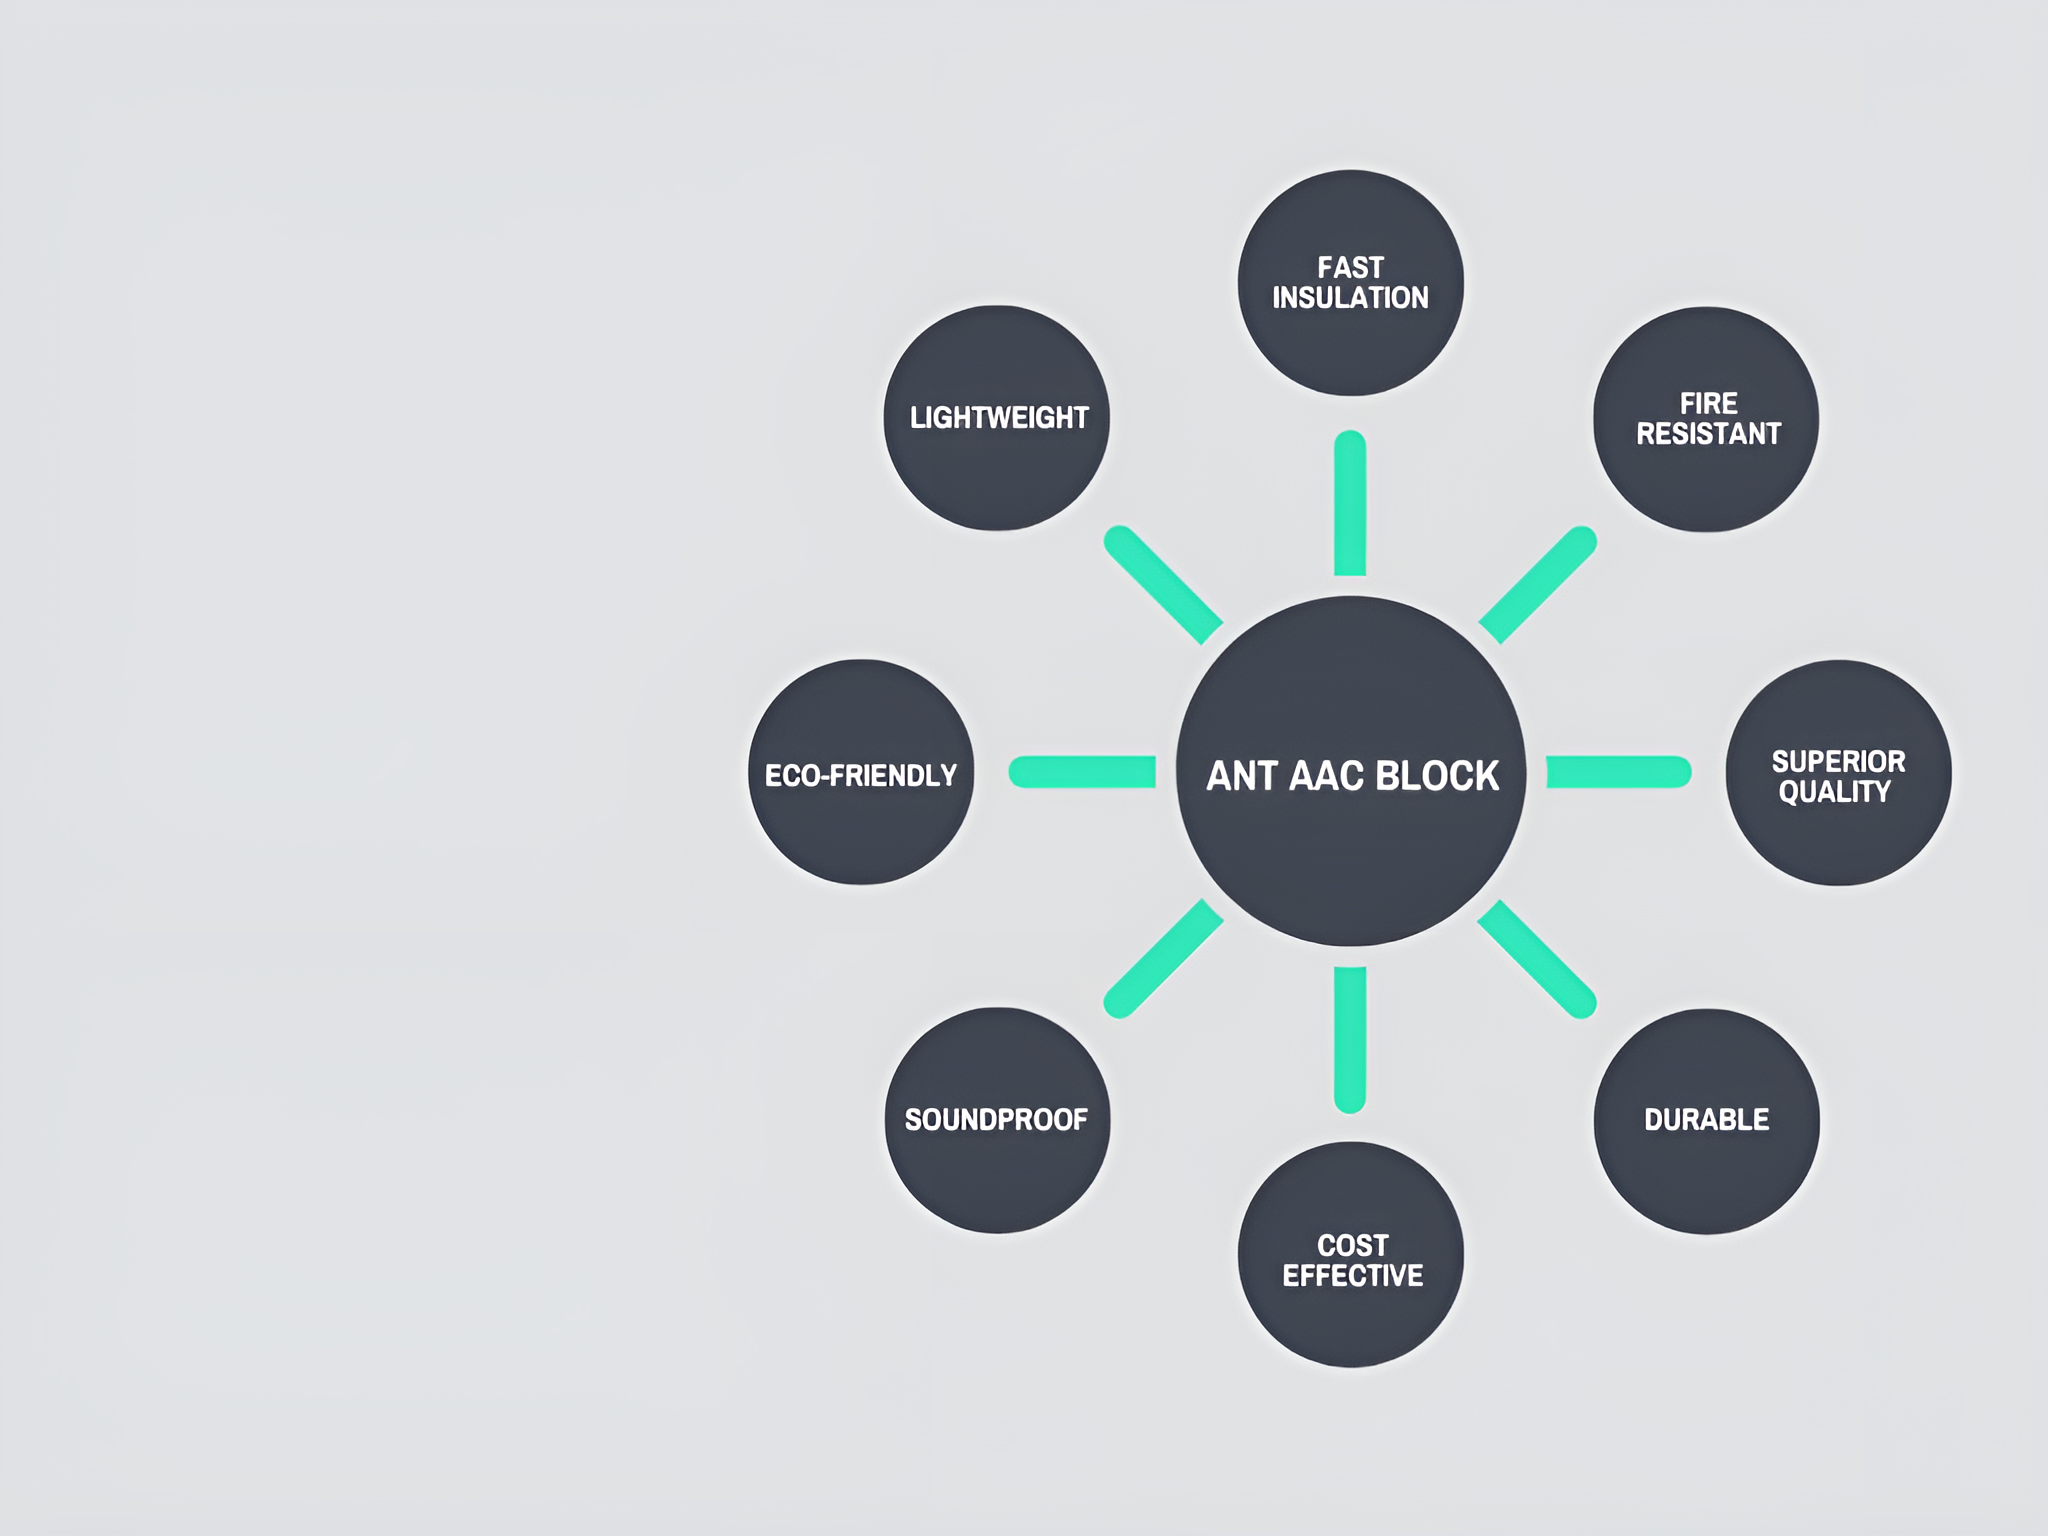 FAST
INSULATION
LIGHTWEIGHT
FIRE
RESISTANT
ECO-FRIENDLY
ANT AAC BLOCK
SUPERIOR
QUALITY
SOUNDPROOF
DURABLE
COST
EFFECTIVE